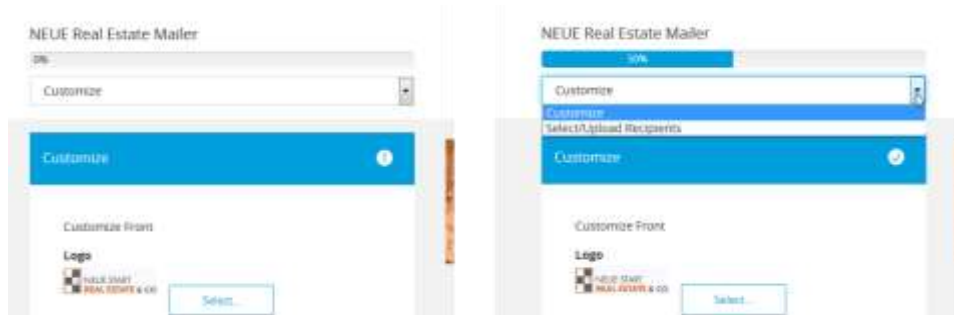 NEUE Real Estate Mailer
0%
Customize
Customize
Customize Front
Logo
NEUE START
REAL ESTATE & CO
Select...
NEUE Real Estate Mailer
50%
Customize
Customize
Select/Upload Recipients
Customize
Customize Front
Logo
NEUE START
REAL ESTATE & CO
Select...